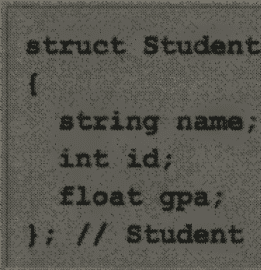 struct Student
{
string name;
int id;
float gpa;
}; // Student